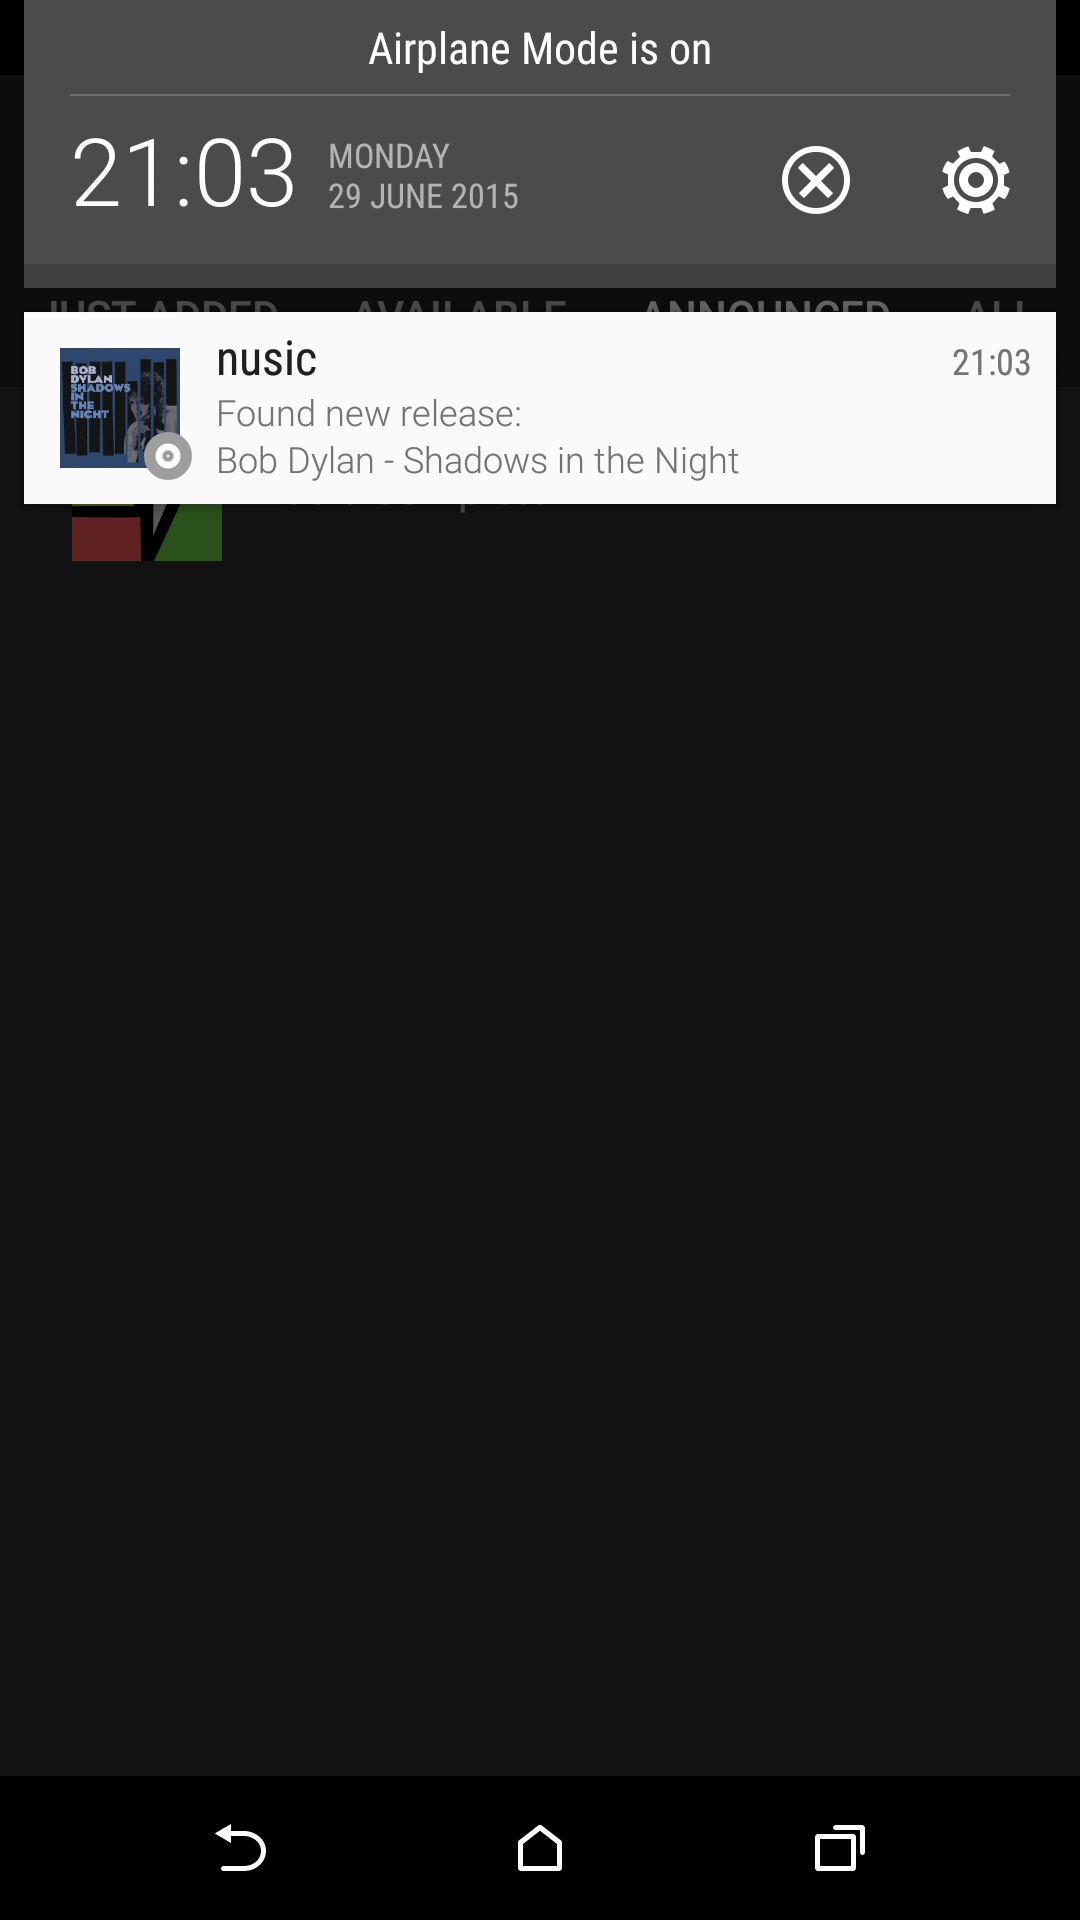 Airplane Mode is on
21:03
MONDAY
29 JUNE 2015
JUST ADDED AVAILABLE ANNOUNCED ALL
nusic
21:03
BOB
DYLAN
SHADOWS
IN
THE
NIGHT
Found new release:
Bob Dylan - Shadows in the Night